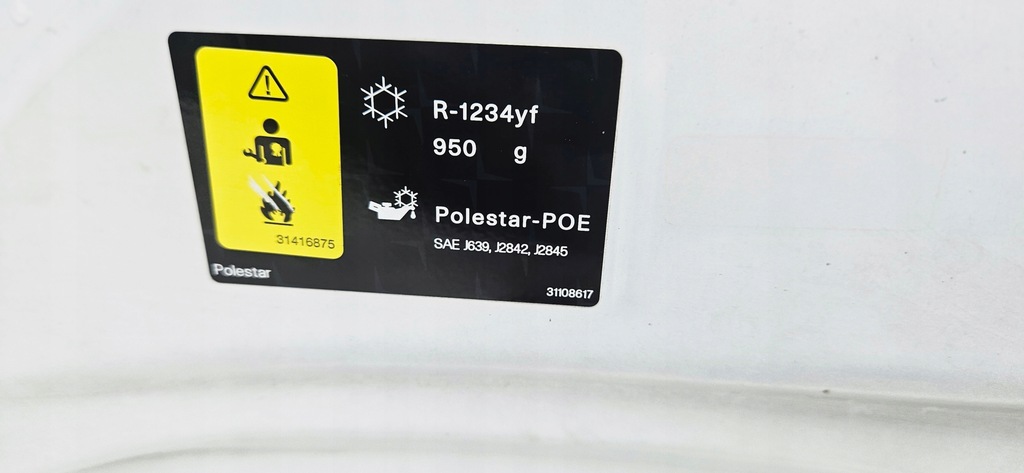 R-1234yf
950 g
Polestar-POE
SAE J639, J2842, J2845
31416875
Polestar
31108617